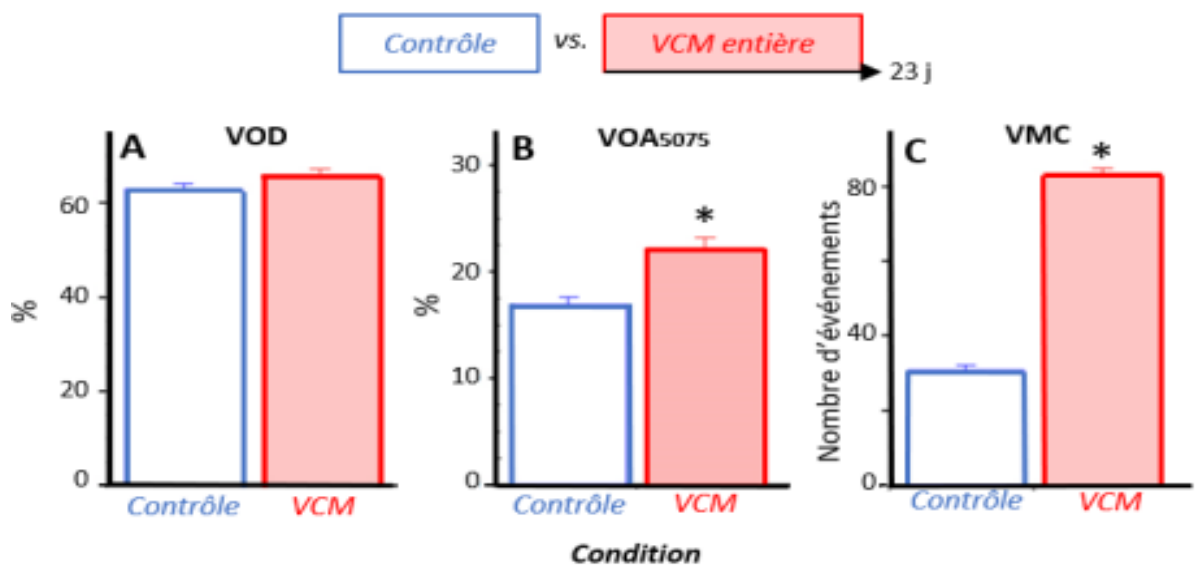 Contrôle vs. VCM entière
23 j
A VOD
B VOA5075
C VMC
%
60
40
20
0
Contrôle VCM
%
30
20
10
0
*
Contrôle VCM
Nombre d'événements
80
40
0
*
Contrôle VCM
Condition